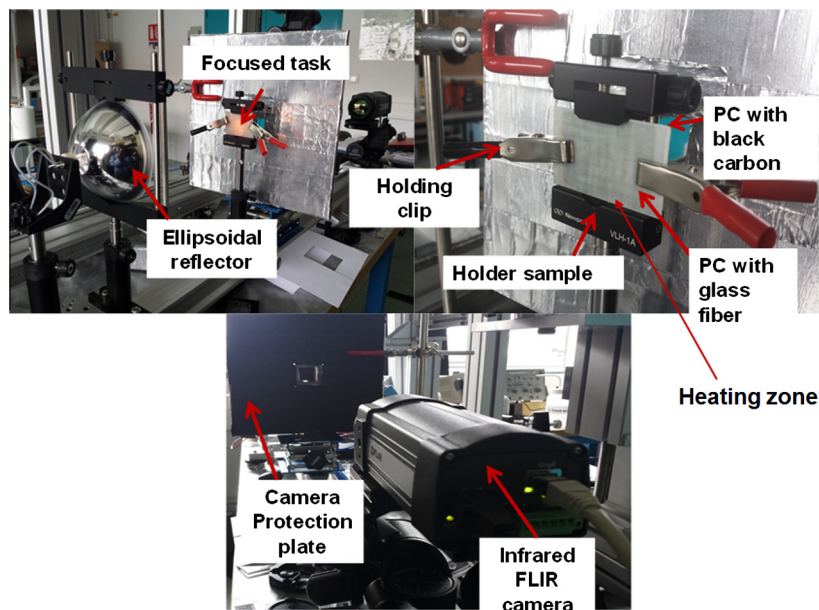 Focused task
Ellipsoidal
reflector
PC with
black
carbon
Holding
clip
VLH-1A
Holder sample
PC with
glass
fiber
Heating zone
Camera
Protection
plate
FLIR
Infrared
FLIR
camera